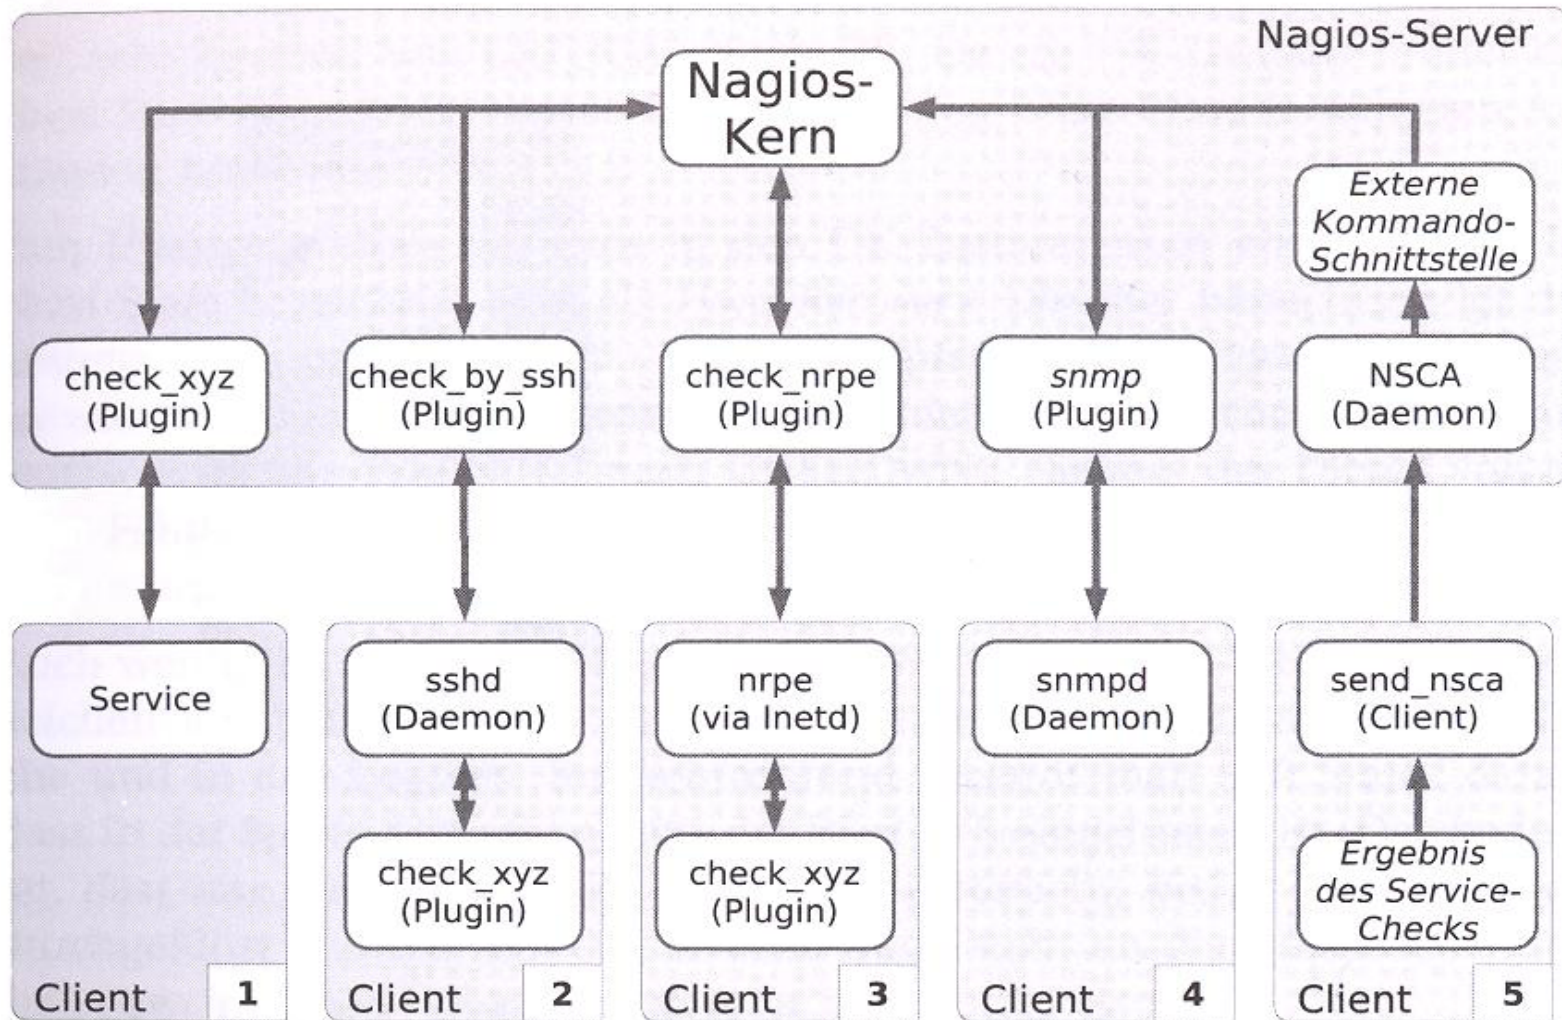 Nagios-Server
Nagios-
Kern
Externe
Kommando-
Schnittstelle
check_xyz
(Plugin)
check_by_ssh
(Plugin)
check_nrpe
(Plugin)
snmp
(Plugin)
NSCA
(Daemon)
Service
sshd
(Daemon)
nrpe
(via Inetd)
snmpd
(Daemon)
send_nsca
(Client)
check_xyz
(Plugin)
check_xyz
(Plugin)
Ergebnis
des Service-
Checks
Client 1
Client 2
Client 3
Client 4
Client 5